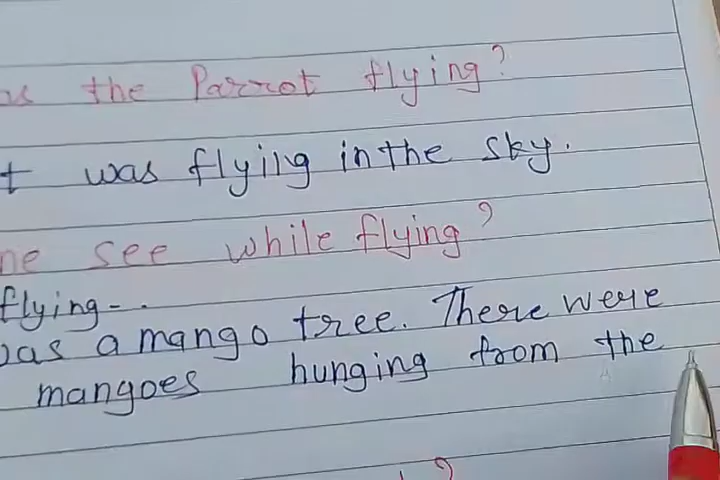 the Parrot flying?
was flying in the sky.
see while flying?
flying-.
a mango tree. There were
mangoes hunging from the